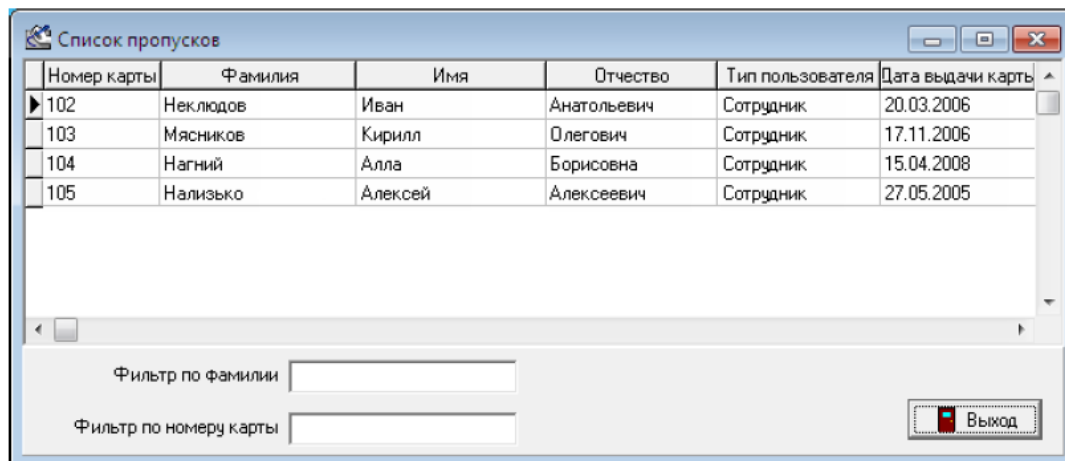 Список пропусков
Номер карты Фамилия Имя Отчество Тип пользователя Дата выдачи карты
102 Неклюдов Иван Анатольевич Сотрудник 20.03.2006
103 Мясников Кирилл Олегович Сотрудник 17.11.2006
104 Нагний Алла Борисовна Сотрудник 15.04.2008
105 Нализько Алексей Алексеевич Сотрудник 27.05.2005
Фильтр по фамилии
Фильтр по номеру карты
Выход